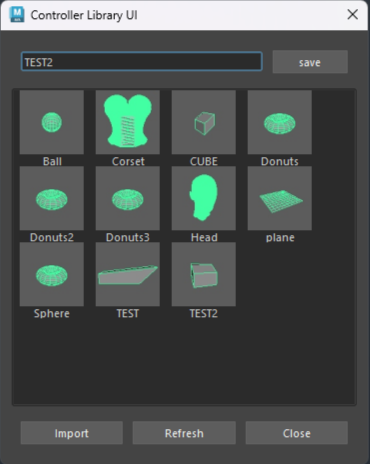 Controller Library UI
TEST2
save
Ball Corset CUBE Donuts
Donuts2 Donuts3 Head plane
Sphere TEST TEST2
Import Refresh Close